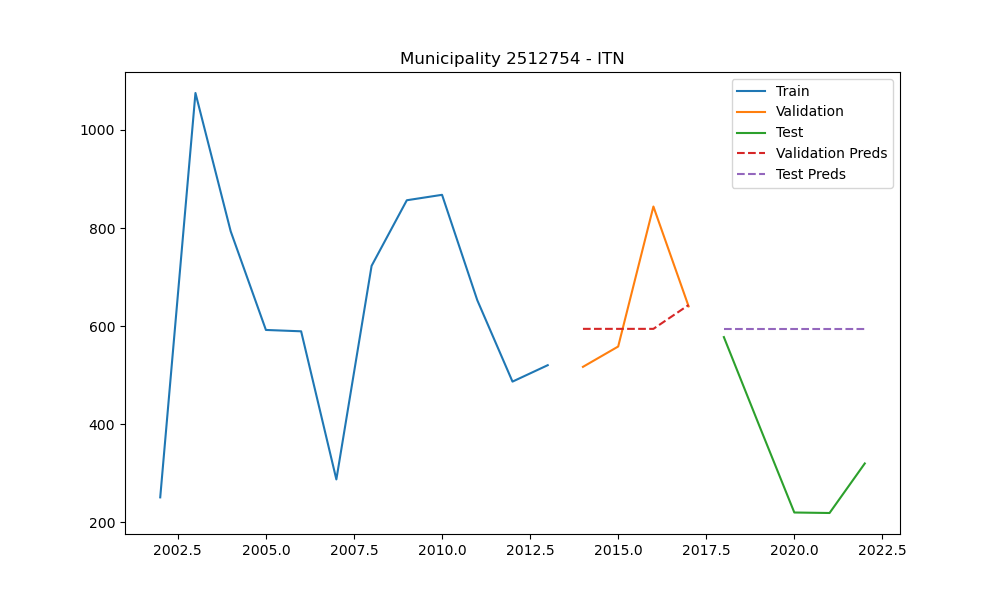 Municipality 2512754 - ITN
Train
Validation
Test
Validation Preds
Test Preds
1000
800
600
400
200
2002.5 2005.0 2007.5 2010.0 2012.5 2015.0 2017.5 2020.0 2022.5